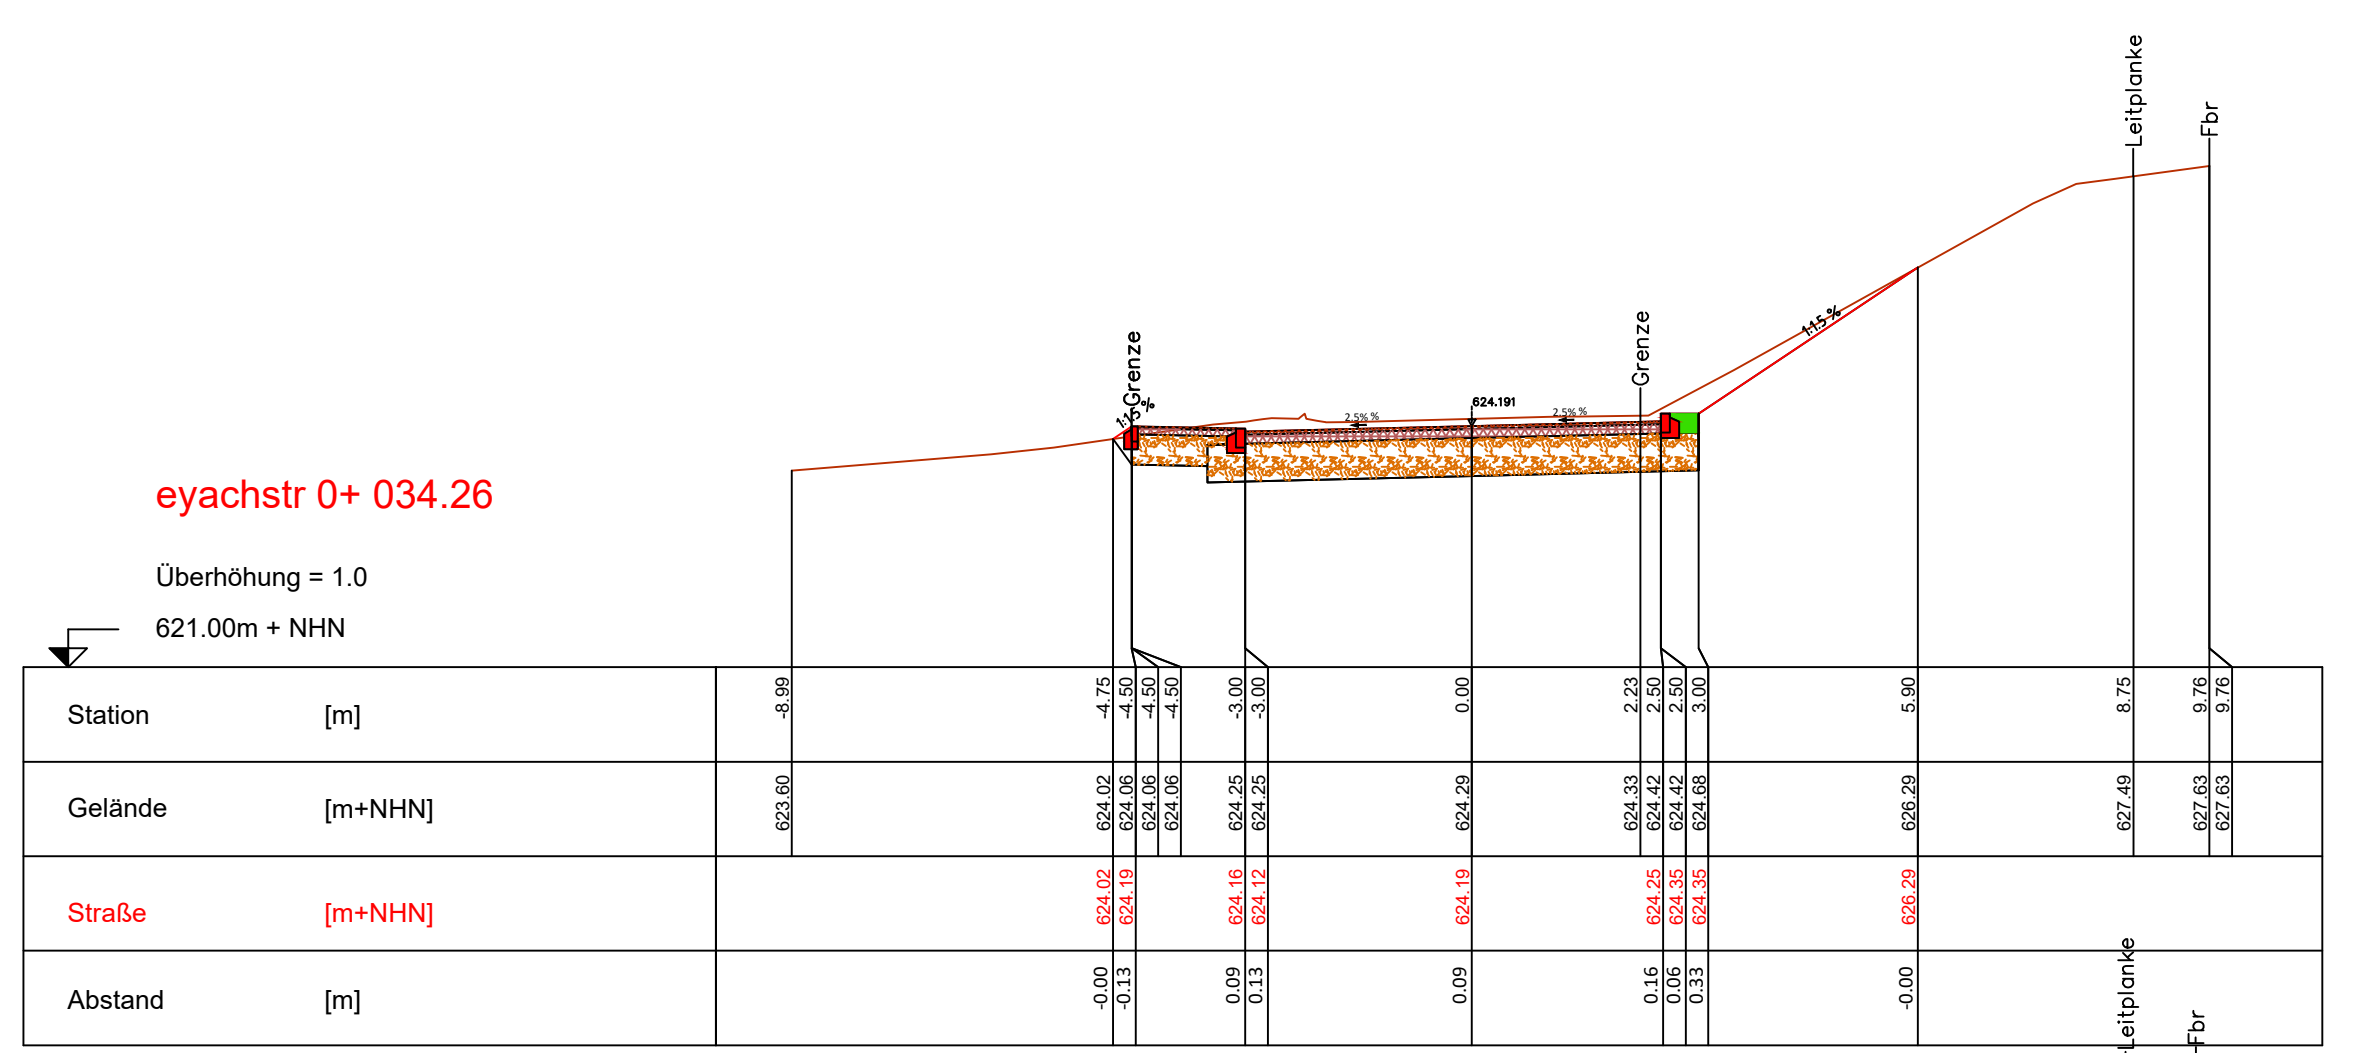 Leitplanke
Fbr
Grenze
Grenze
1:1.5 %
1:1.5 %
624.191
2.5% %
2.5% %
eyachstr 0+ 034.26
Überhöhung = 1.0
621.00m + NHN
Station [m] -8.99 -4.75 -4.50 -4.50 -4.50 -3.00 -3.00 0.00 2.23 2.50 2.50 3.00 5.90 8.75 9.76 9.76
Gelände [m+NHN] 623.60 624.02 624.06 624.06 624.06 624.25 624.25 624.29 624.33 624.42 624.42 624.68 626.29 627.49 627.63 627.63
Straße [m+NHN] 624.02 624.19 624.16 624.12 624.19 624.25 624.35 624.35 626.29
Abstand [m] -0.00 -0.13 0.09 0.13 0.09 0.16 0.06 0.33 -0.00
Leitplanke
Fbr